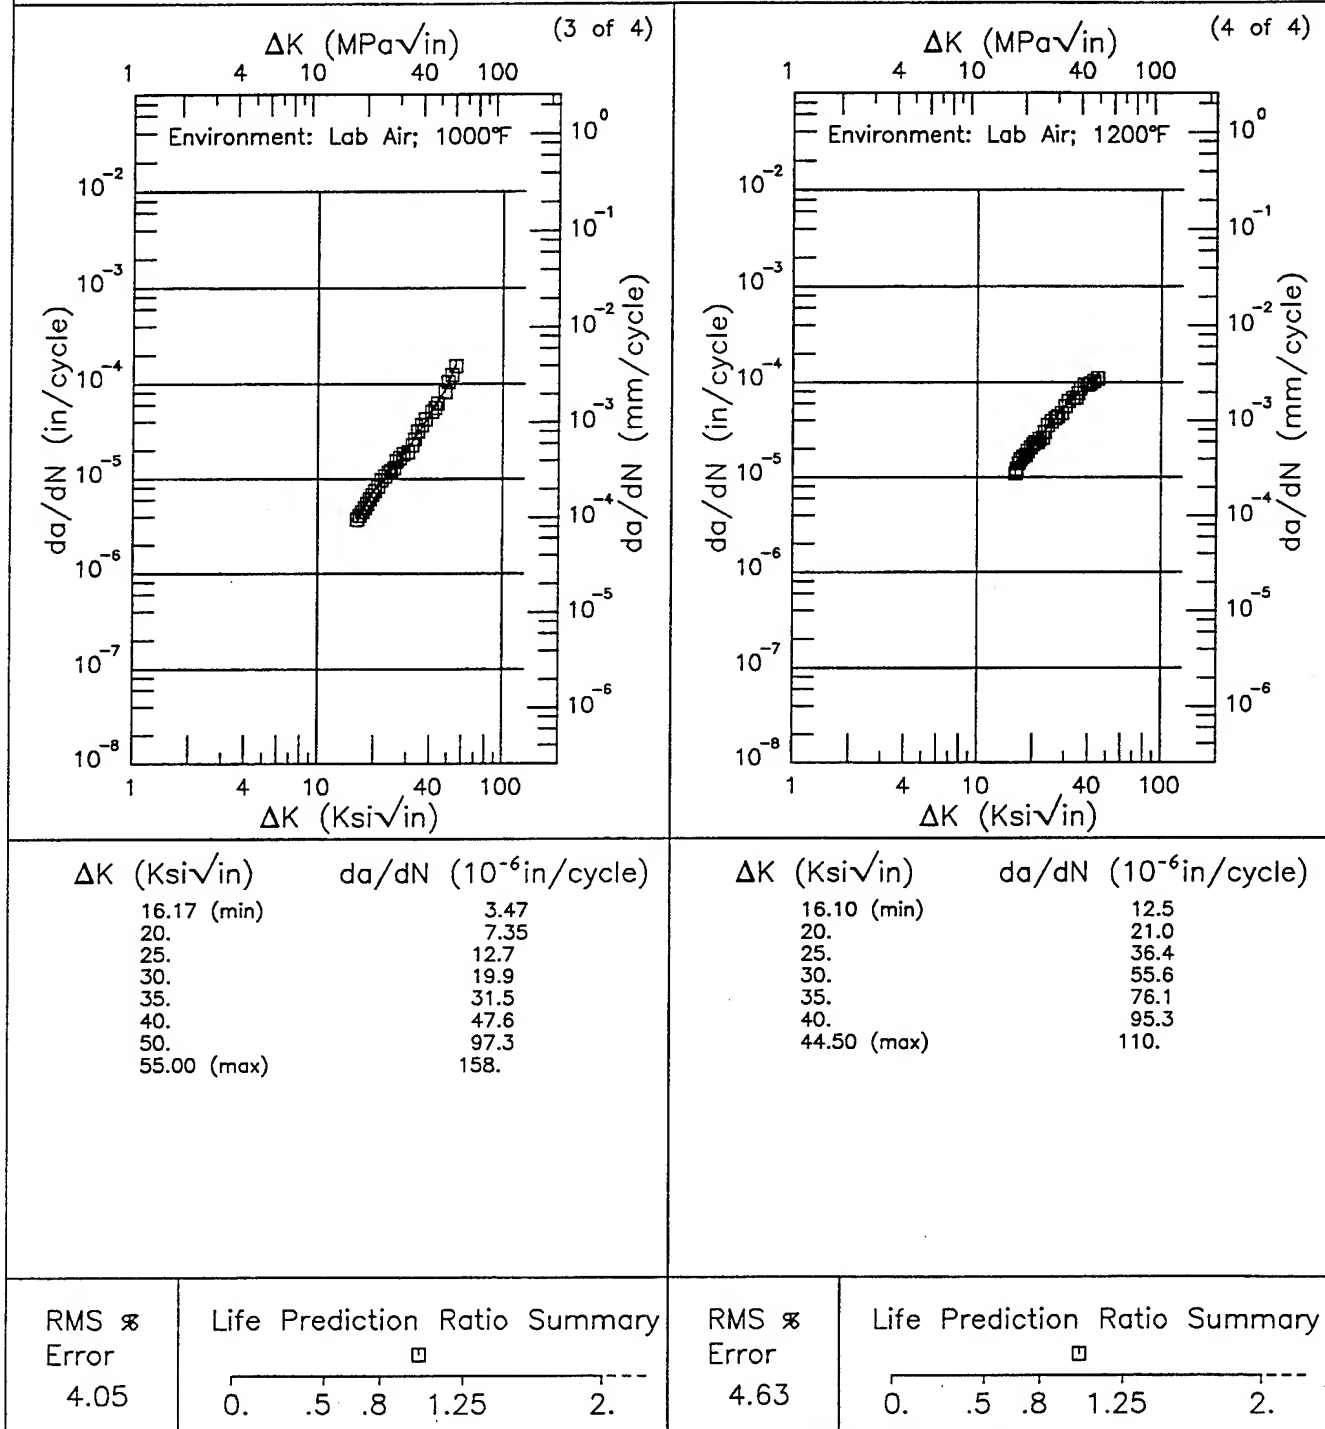 (3 of 4)
ΔK (MPa√in)
1 4 10 40 100
Environment: Lab Air; 1000°F
da/dN (in/cycle)
10⁻²
10⁻³
10⁻⁴
10⁻⁵
10⁻⁶
10⁻⁷
10⁻⁸
10⁰
10⁻¹
10⁻²
10⁻³
10⁻⁴
10⁻⁵
10⁻⁶
da/dN (mm/cycle)
1 4 10 40 100
ΔK (Ksi√in)
ΔK (Ksi√in) da/dN (10⁻⁶in/cycle)
16.17 (min) 3.47
20. 7.35
25. 12.7
30. 19.9
35. 31.5
40. 47.6
50. 97.3
55.00 (max) 158.
RMS %
Error
4.05
Life Prediction Ratio Summary
0. .5 .8 1.25 2.
(4 of 4)
ΔK (MPa√in)
1 4 10 40 100
Environment: Lab Air; 1200°F
da/dN (in/cycle)
10⁻²
10⁻³
10⁻⁴
10⁻⁵
10⁻⁶
10⁻⁷
10⁻⁸
10⁰
10⁻¹
10⁻²
10⁻³
10⁻⁴
10⁻⁵
10⁻⁶
da/dN (mm/cycle)
1 4 10 40 100
ΔK (Ksi√in)
ΔK (Ksi√in) da/dN (10⁻⁶in/cycle)
16.10 (min) 12.5
20. 21.0
25. 36.4
30. 55.6
35. 76.1
40. 95.3
44.50 (max) 110.
RMS %
Error
4.63
Life Prediction Ratio Summary
0. .5 .8 1.25 2.